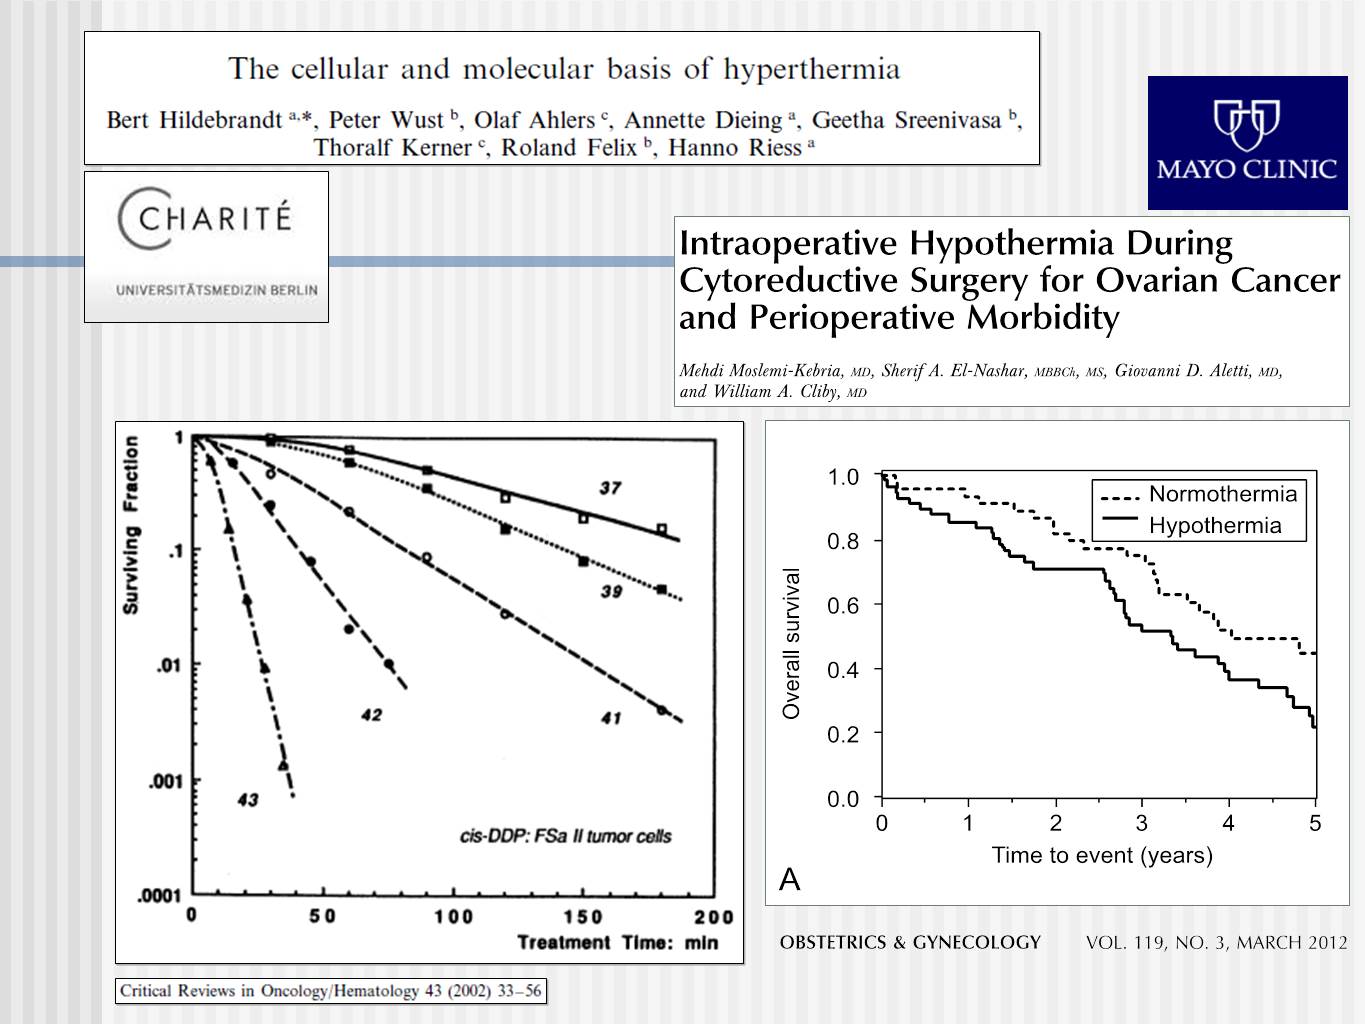 The cellular and molecular basis of hyperthermia
Bert Hildebrandt a,*, Peter Wust b, Olaf Ahlers c, Annette Dieing a, Geetha Sreenivasa b,
Thoralf Kerner c, Roland Felix b, Hanno Riess a
MAYO CLINIC
CHARITÉ
UNIVERSITÄTSMEDIZIN BERLIN
Intraoperative Hypothermia During
Cytoreductive Surgery for Ovarian Cancer
and Perioperative Morbidity
Mehdi Moslemi-Kebria, MD, Sherif A. El-Nashar, MBBCh, MS, Giovanni D. Aletti, MD,
and William A. Cliby, MD
Surviving Fraction
1
.1
.01
.001
.0001
37
39
41
42
43
cis-DDP: FSa II tumor cells
0 50 100 150 200
Treatment Time: min
Critical Reviews in Oncology/Hematology 43 (2002) 33–56
Overall survival
1.0
0.8
0.6
0.4
0.2
0.0
Normothermia
Hypothermia
0 1 2 3 4 5
Time to event (years)
A
OBSTETRICS & GYNECOLOGY VOL. 119, NO. 3, MARCH 2012